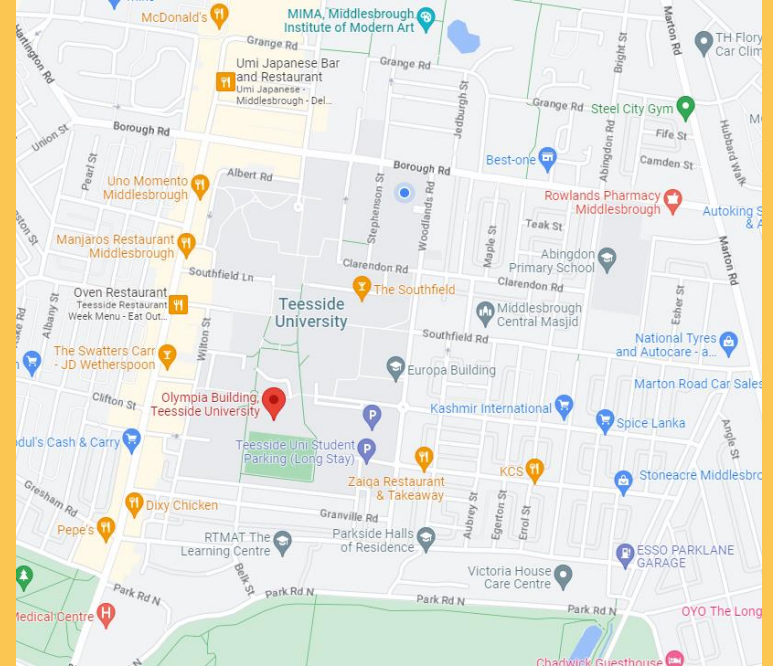 McDonald's
MIMA, Middlesbrough
Institute of Modern Art
TH Flory
Car Clim
Marton Rd
Bright St
Hartington Rd
Grange Rd
Grange Rd
Umi Japanese Bar
and Restaurant
Umi Japanese -
Middlesbrough - Del...
Jedburgh St
Grange Rd
Steel City Gym
Fife St
Hubbard Walk
Union St
Borough Rd
Borough Rd
Best-one
Abingdon Rd
Camden St
Pearl St
Albert Rd
Uno Momento
Middlesbrough
Stephenson St
Woodlands Rd
Rowlands Pharmacy
Middlesbrough
Autoking S
& A
Maple St
Teak St
Manjaros Restaurant
Middlesbrough
Marton Rd
Abingdon
Primary School
Southfield Ln
Clarendon Rd
Clarendon Rd
Oven Restaurant
Teesside Restaurant
Week Menu - Eat Out...
The Southfield
Teesside
University
Middlesbrough
Central Masjid
Esher St
Albany St
Wilton St
Southfield Rd
National Tyres
and Autocare - a...
The Swatters Carr
- JD Wetherspoon
Europa Building
Marton Road Car Sales
Clifton St
Olympia Building,
Teesside University
Kashmir International
Spice Lanka
Angle St
dul's Cash & Carry
Teesside Uni Student
Parking (Long Stay)
P
P
Zaiqa Restaurant
& Takeaway
KCS
Stoneacre Middlesbro
Gresham Rd
Dixy Chicken
Aubrey St
Egerton St
Errol St
Pepe's
Granville Rd
RTMAT The
Learning Centre
Parkside Halls
of Residence
ESSO PARKLANE
GARAGE
Belk St
Victoria House
Care Centre
Park Rd N
Park Rd N
Park Rd N
Park Rd N
OYO The Long
Medical Centre
H
Chadwick Guesthouse